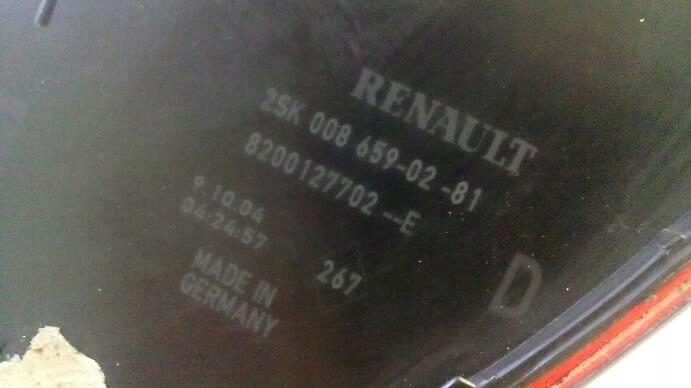 RENAULT
2SK 008 659-02-81
8200127702--E
9.10.04
04:24:57
267
MADE IN
GERMANY
D